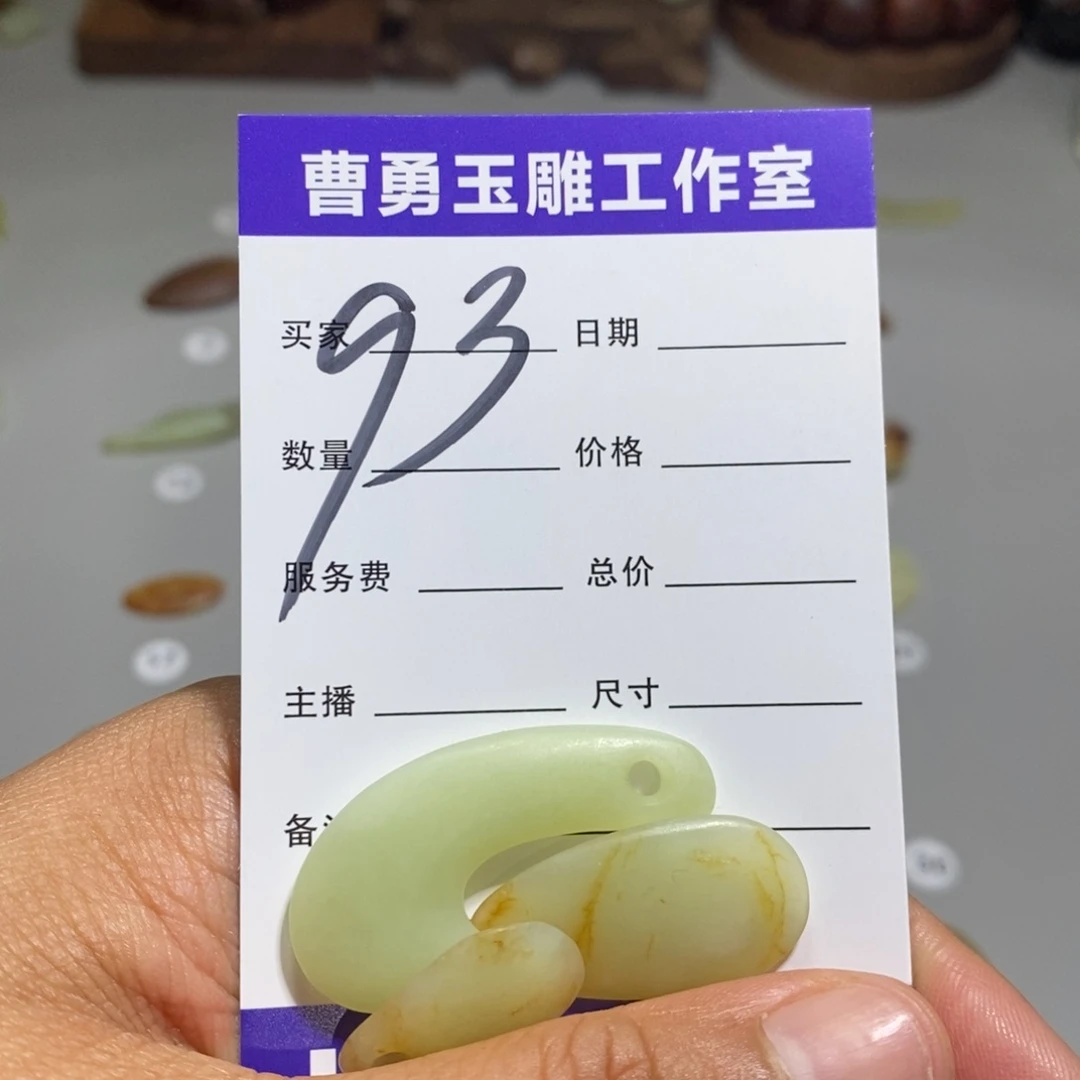 曹勇玉雕工作室
93
买家 日期
数量 价格
服务费 总价
主播 尺寸
备